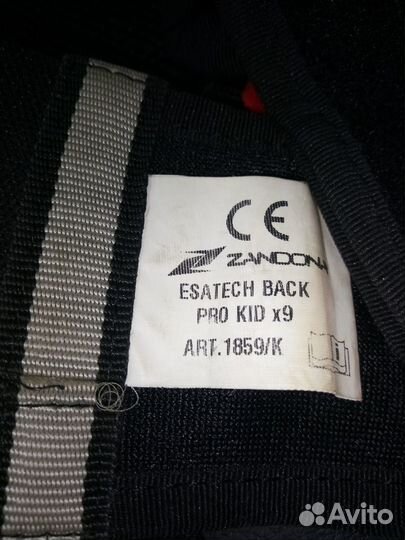 CE
ZANDONA
ESATECH BACK
PRO KID x9
ART.1859/K
Avito